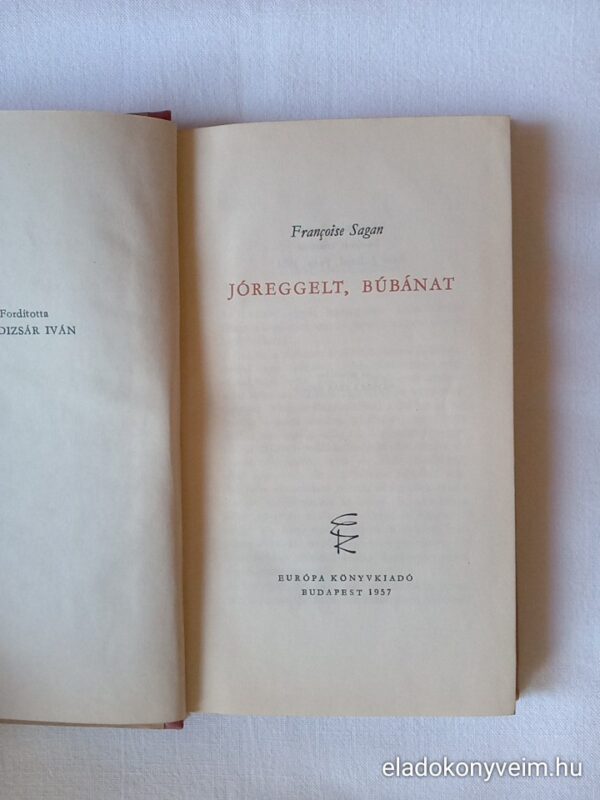 Fordította
DIZSÁR IVÁN
Françoise Sagan
JÓREGGELT, BÚBÁNAT
EURÓPA KÖNYVKIADÓ
BUDAPEST 1957
eladokonyveim.hu